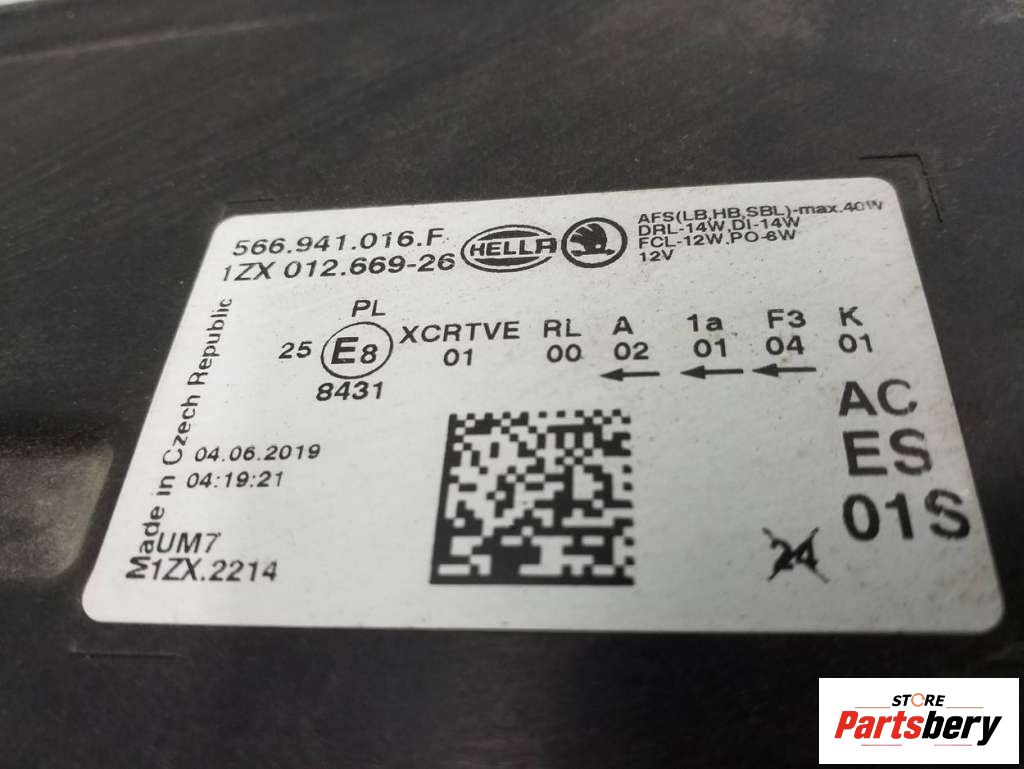 566.941.016.F
1ZX 012.669-26
HELLA
AFS(LB,HB,SBL)-max.40W
DRL-14W,DI-14W
FCL-12W,PO-6W
12V
Made in Czech Republic
PL
25 E8 XCRTVE RL A 1a F3 K
01 00 02 01 04 01
8431
AC
ES
01S
04.06.2019
04:19:21
24
UM7
1ZX.2214
STORE
Partsbery